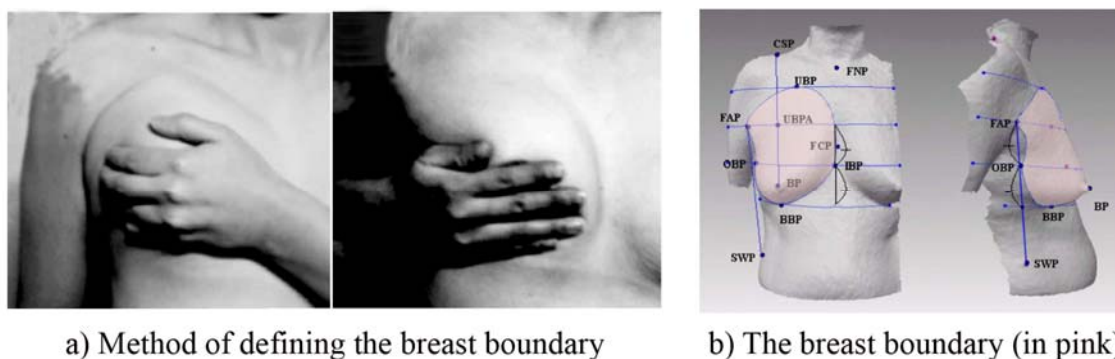 CSP
FNP
UBP
FAP
UBPA
FCP
OBP
IBP
BP
BBP
SWP
FAP
OBP
BBP
BP
SWP
a) Method of defining the breast boundary
b) The breast boundary (in pink)